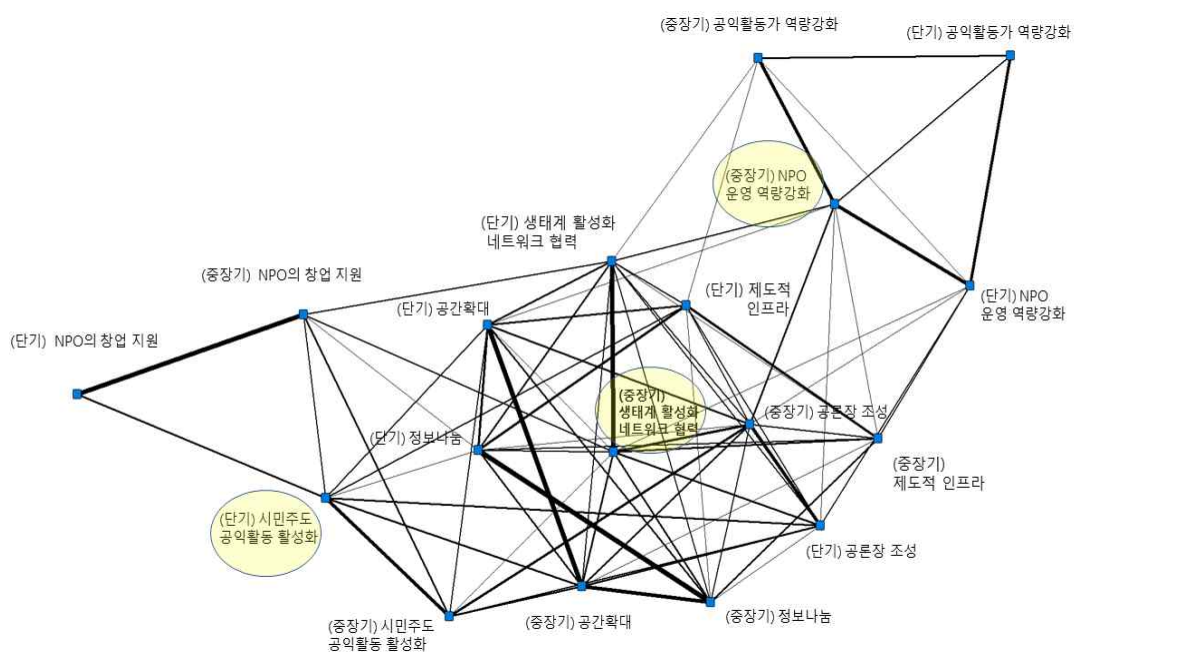 (중장기) 공익활동가 역량강화
(단기) 공익활동가 역량강화
(중장기) NPO
운영 역량강화
(단기) 생태계 활성화
네트워크 협력
(중장기) NPO의 창업 지원
(단기) 공간확대
(단기) 제도적
인프라
(단기) NPO
운영 역량강화
(단기) NPO의 창업 지원
(중장기)
생태계 활성화
네트워크 협력
(중장기) 공론장 조성
(단기) 정보나눔
(중장기)
제도적 인프라
(단기) 시민주도
공익활동 활성화
(단기) 공론장 조성
(중장기) 시민주도
공익활동 활성화
(중장기) 공간확대
(중장기) 정보나눔